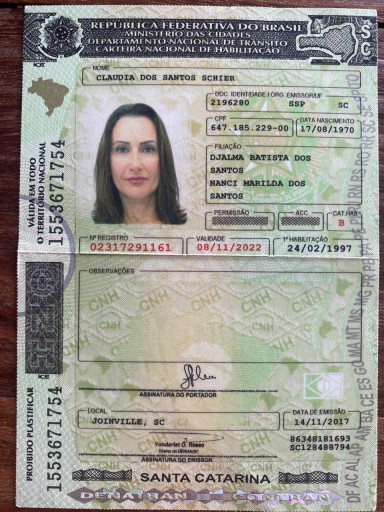 REPÚBLICA FEDERATIVA DO BRASIL
MINISTÉRIO DAS CIDADES
DEPARTAMENTO NACIONAL DE TRÂNSITO
CARTEIRA NACIONAL DE HABILITAÇÃO
SC
NOME
CLAUDIA DOS SANTOS SCHIER
DOC. IDENTIDADE / ÓRG. EMISSOR/UF
2196280 SSP SC
CPF
647.185.229-00
DATA NASCIMENTO
17/08/1970
FILIAÇÃO
DJALMA BATISTA DOS
SANTOS
NANCI MARILDA DOS
SANTOS
PERMISSÃO
ACC
CAT.HAB
B
Nº REGISTRO
02317291161
VALIDADE
08/11/2022
1ª HABILITAÇÃO
24/02/1997
VÁLIDA EM TODO
O TERRITÓRIO NACIONAL
1553671754
OBSERVAÇÕES
ASSINATURA DO PORTADOR
LOCAL
JOINVILLE, SC
DATA DE EMISSÃO
14/11/2017
Vanderlei O. Rosso
ASSINATURA DO EMISSOR
86348181693
SC128488794
PROIBIDO PLASTIFICAR
1553671754
SANTA CATARINA
DENATRAN CONTRAN